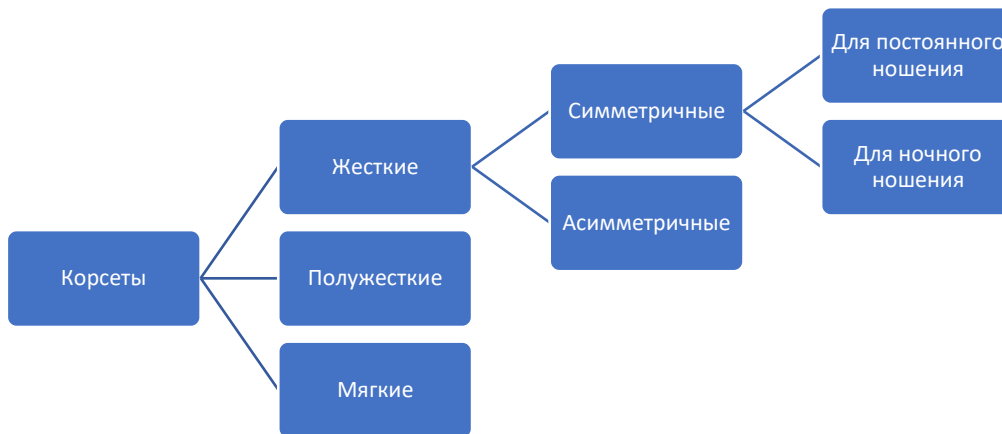 Для постоянного
ношения
Симметричные
Жесткие
Для ночного
ношения
Асимметричные
Корсеты
Полужесткие
Мягкие